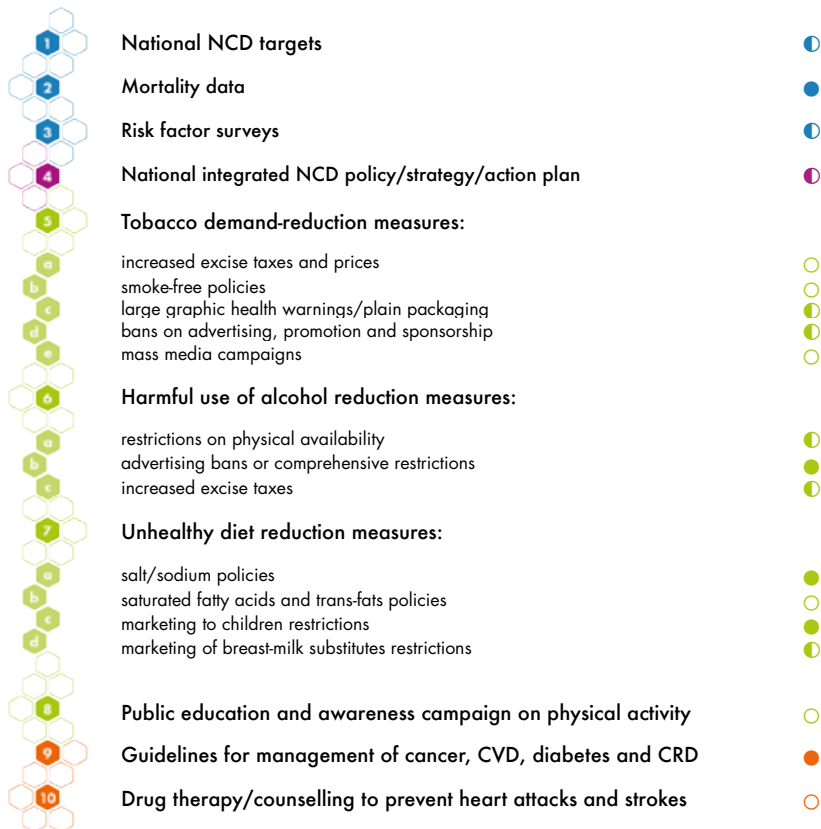 1 National NCD targets
2 Mortality data
3 Risk factor surveys
4 National integrated NCD policy/strategy/action plan
5 Tobacco demand-reduction measures:
a increased excise taxes and prices
b smoke-free policies
c large graphic health warnings/plain packaging
d bans on advertising, promotion and sponsorship
e mass media campaigns
6 Harmful use of alcohol reduction measures:
a restrictions on physical availability
b advertising bans or comprehensive restrictions
c increased excise taxes
7 Unhealthy diet reduction measures:
a salt/sodium policies
b saturated fatty acids and trans-fats policies
c marketing to children restrictions
d marketing of breast-milk substitutes restrictions
8 Public education and awareness campaign on physical activity
9 Guidelines for management of cancer, CVD, diabetes and CRD
10 Drug therapy/counselling to prevent heart attacks and strokes